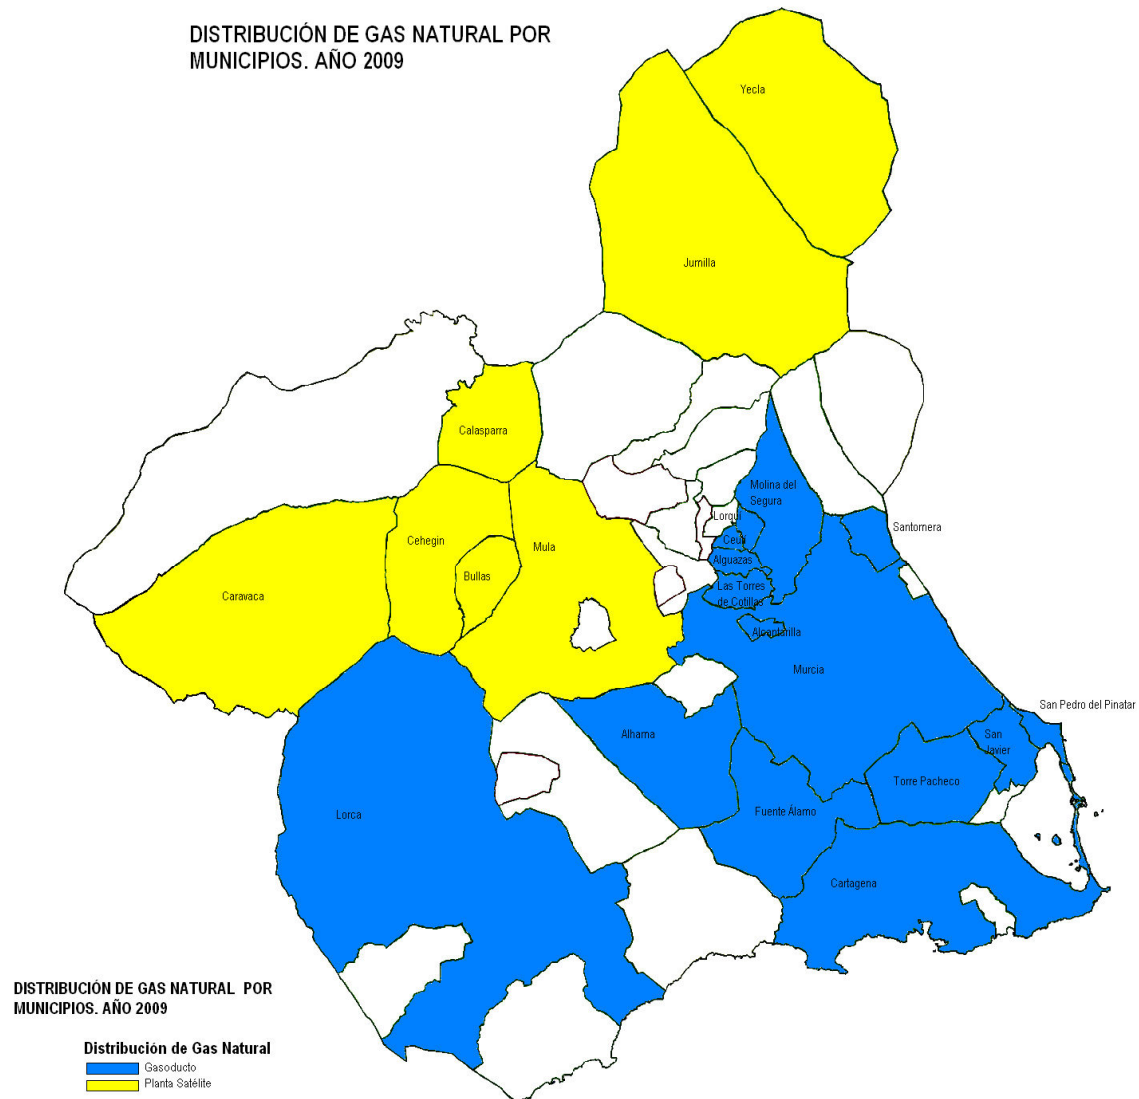 DISTRIBUCIÓN DE GAS NATURAL POR
MUNICIPIOS. AÑO 2009
Yecla
Jumilla
Calasparra
Molina del
Segura
Lorquí
Santomera
Cehegin
Mula
Ceutí
Alguazas
Bullas
Las Torres
de Cotillas
Caravaca
Alcantarilla
Murcia
San Pedro del Pinatar
Alhama
San
Javier
Torre Pacheco
Lorca
Fuente Álamo
Cartagena
DISTRIBUCIÓN DE GAS NATURAL POR
MUNICIPIOS. AÑO 2009
Distribución de Gas Natural
Gasoducto
Planta Satélite